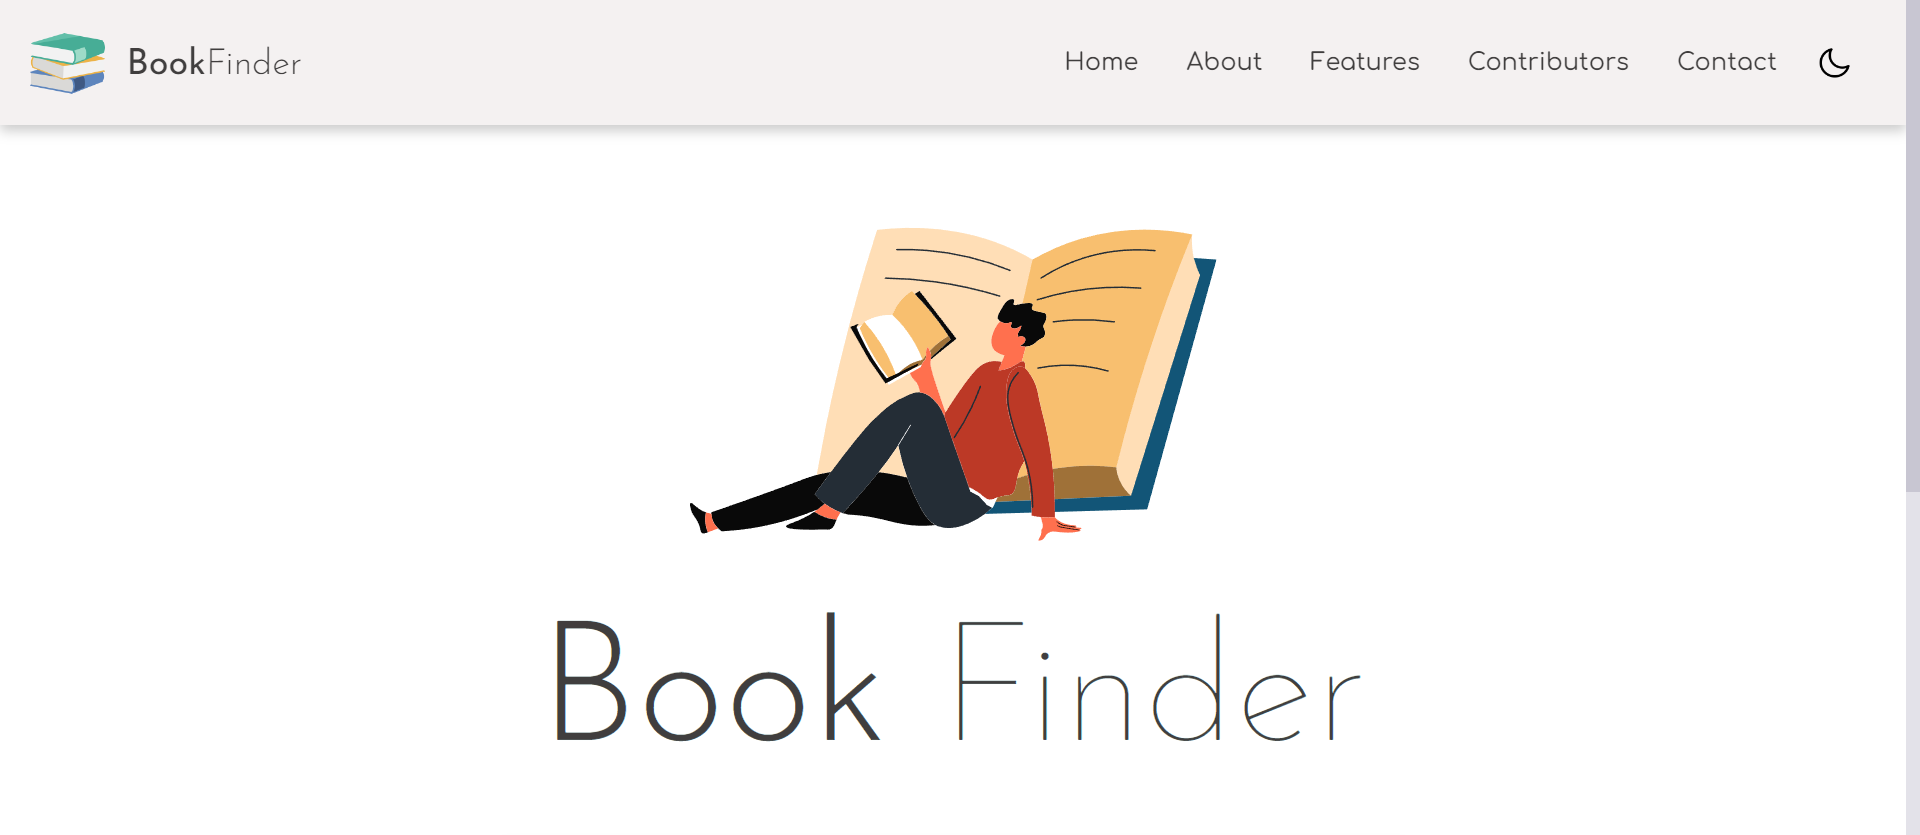 BookFinder
Home About Features Contributors Contact
Book Finder